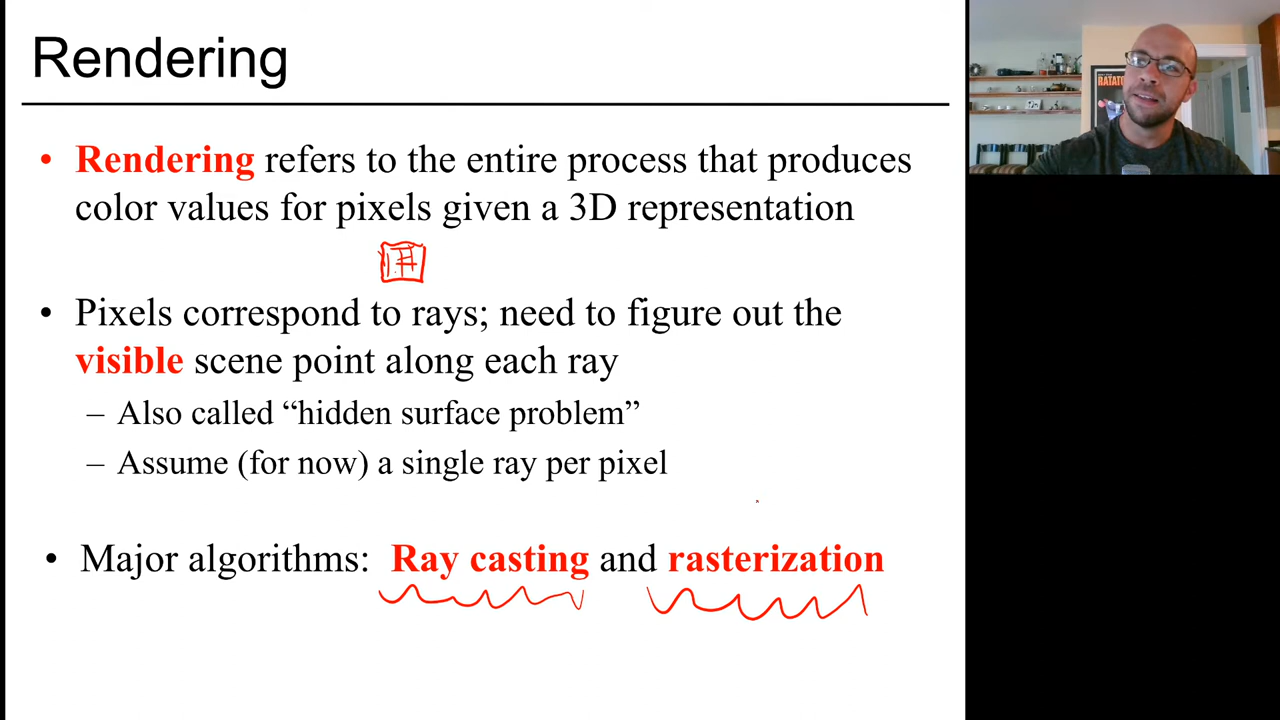 Rendering
• Rendering refers to the entire process that produces
color values for pixels given a 3D representation
• Pixels correspond to rays; need to figure out the
visible scene point along each ray
– Also called “hidden surface problem”
– Assume (for now) a single ray per pixel
• Major algorithms: Ray casting and rasterization